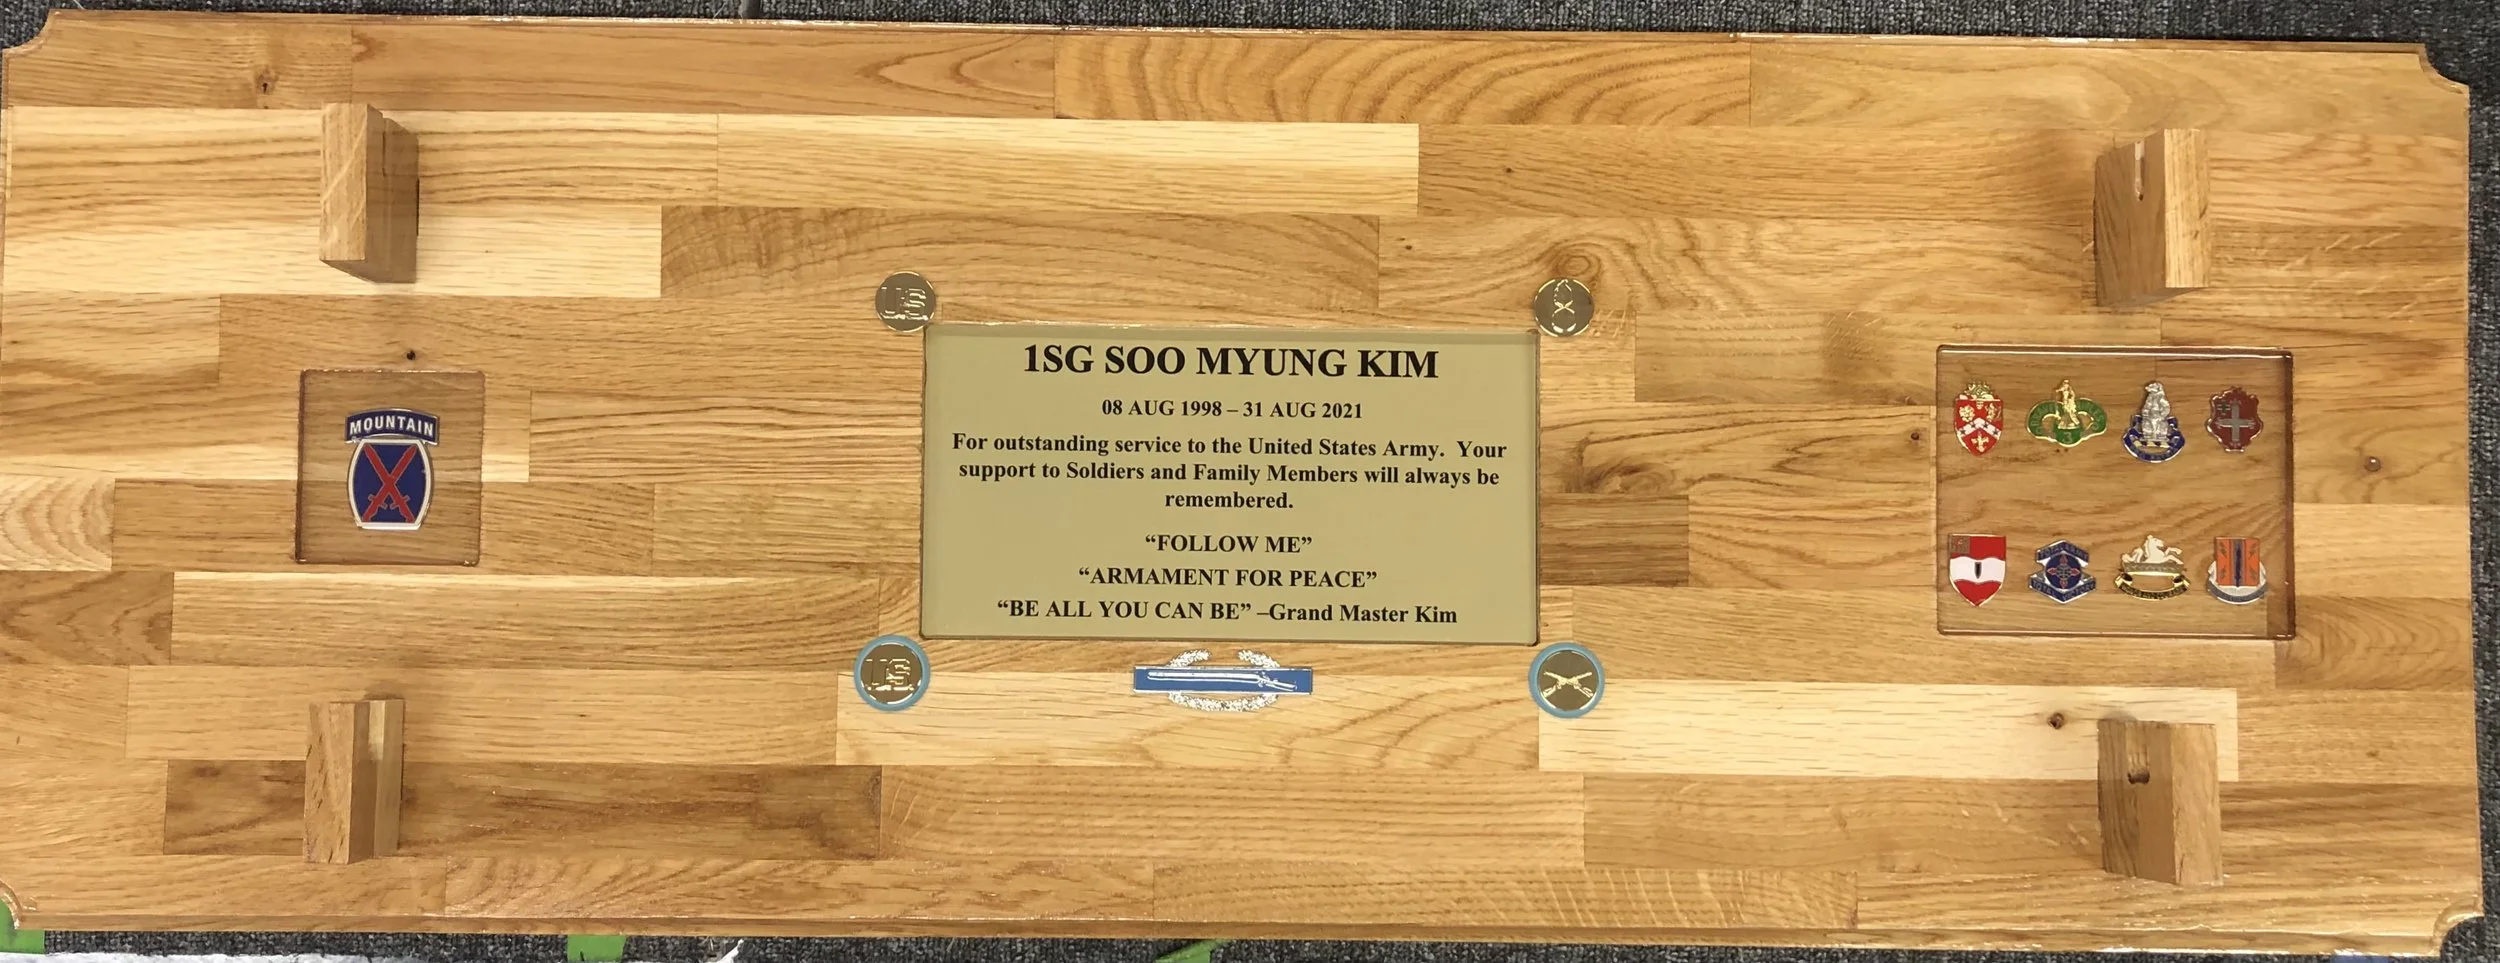 U.S.
MOUNTAIN
1SG SOO MYUNG KIM
08 AUG 1998 – 31 AUG 2021
For outstanding service to the United States Army.  Your
support to Soldiers and Family Members will always be
remembered.
“FOLLOW ME”
“ARMAMENT FOR PEACE”
“BE ALL YOU CAN BE” –Grand Master Kim
U.S.
3